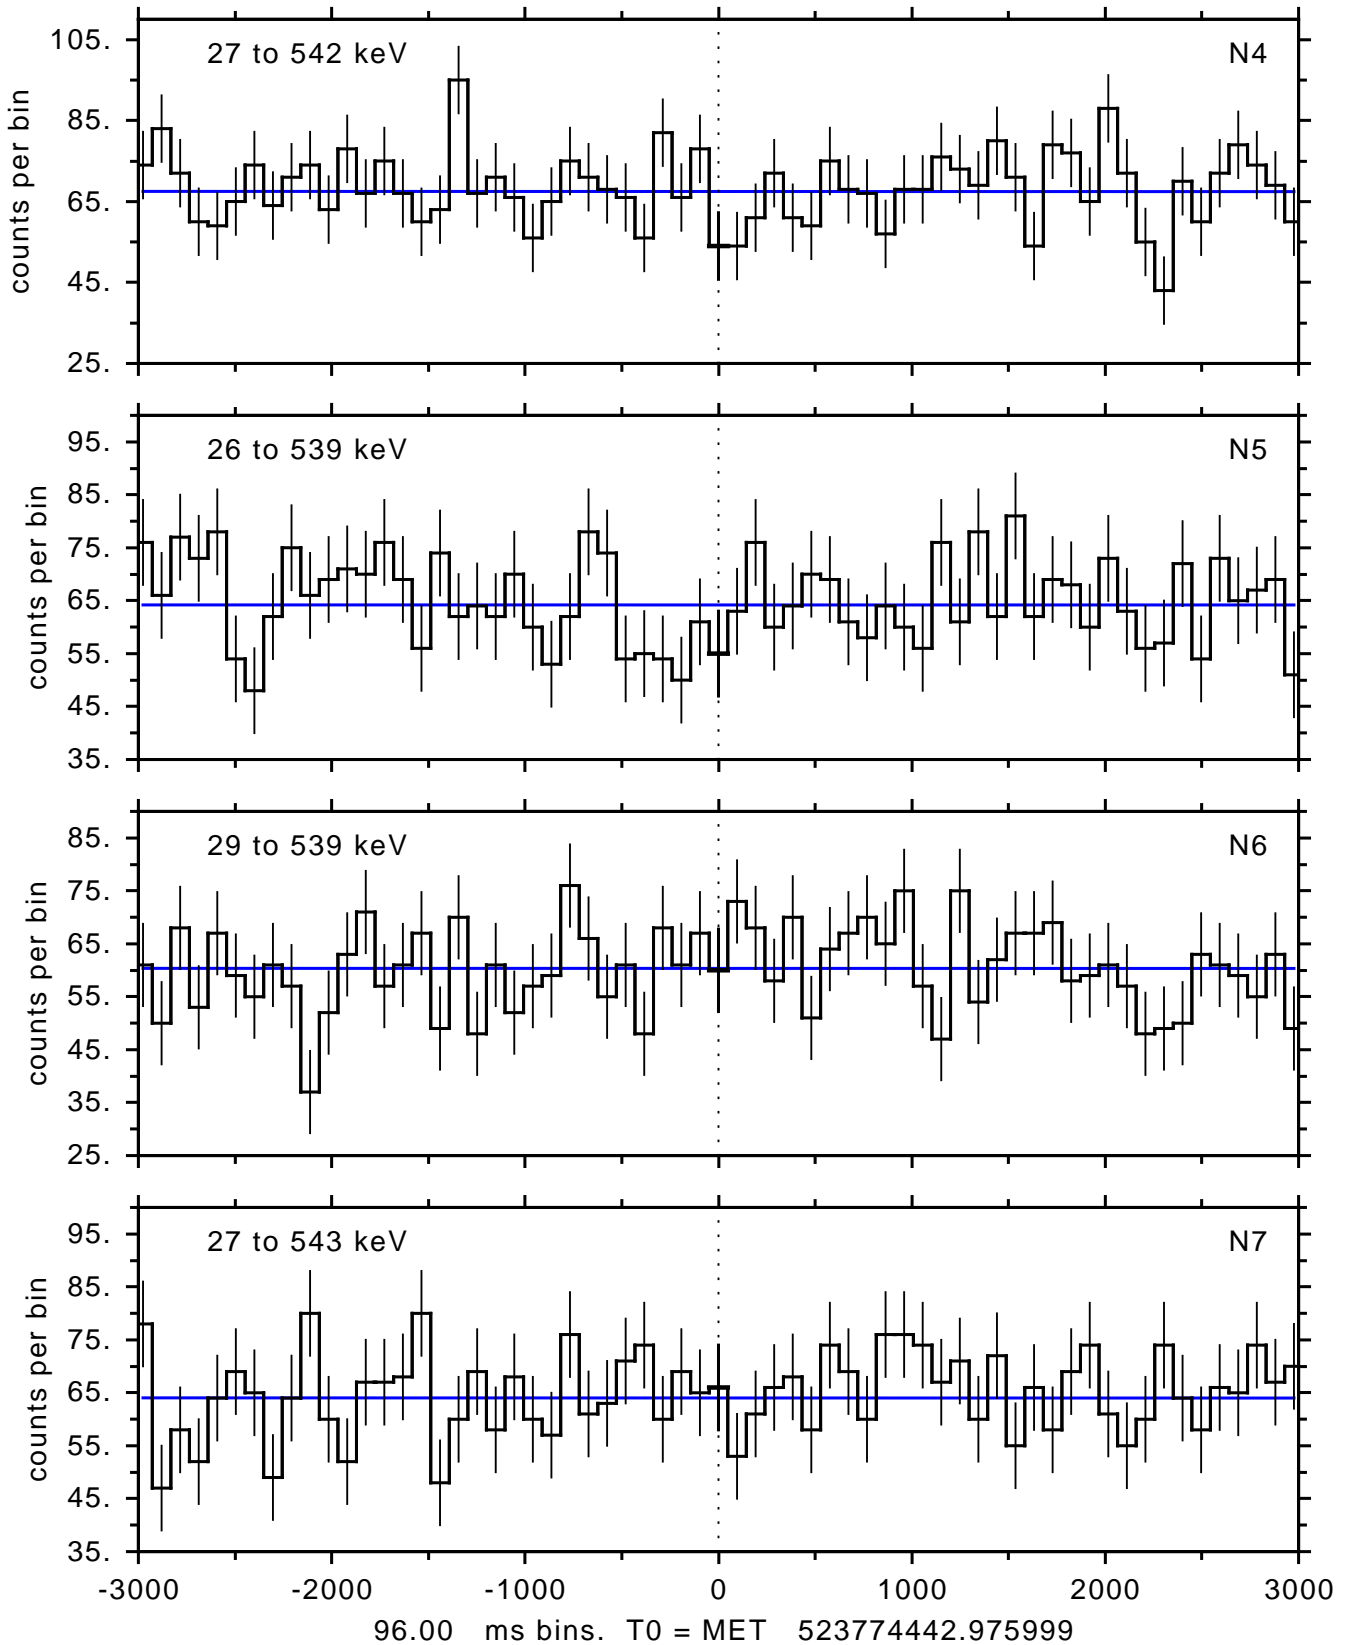 27 to 542 keV N4
105.
85.
65.
45.
25.
counts per bin
26 to 539 keV N5
95.
85.
75.
65.
55.
45.
35.
counts per bin
29 to 539 keV N6
85.
75.
65.
55.
45.
35.
25.
counts per bin
27 to 543 keV N7
95.
85.
75.
65.
55.
45.
35.
counts per bin
-3000 -2000 -1000 0 1000 2000 3000
96.00 ms bins. T0 = MET 523774442.975999